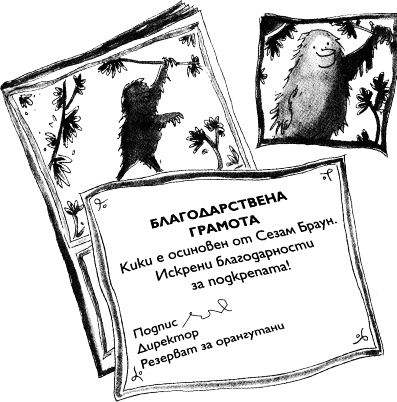 БЛАГОДАРСТВЕНА
ГРАМОТА
Кики е осиновен от Сезам Браун.
Искрени благодарности
за подкрепата!
Подпис
Директор
Резерват за орангутани